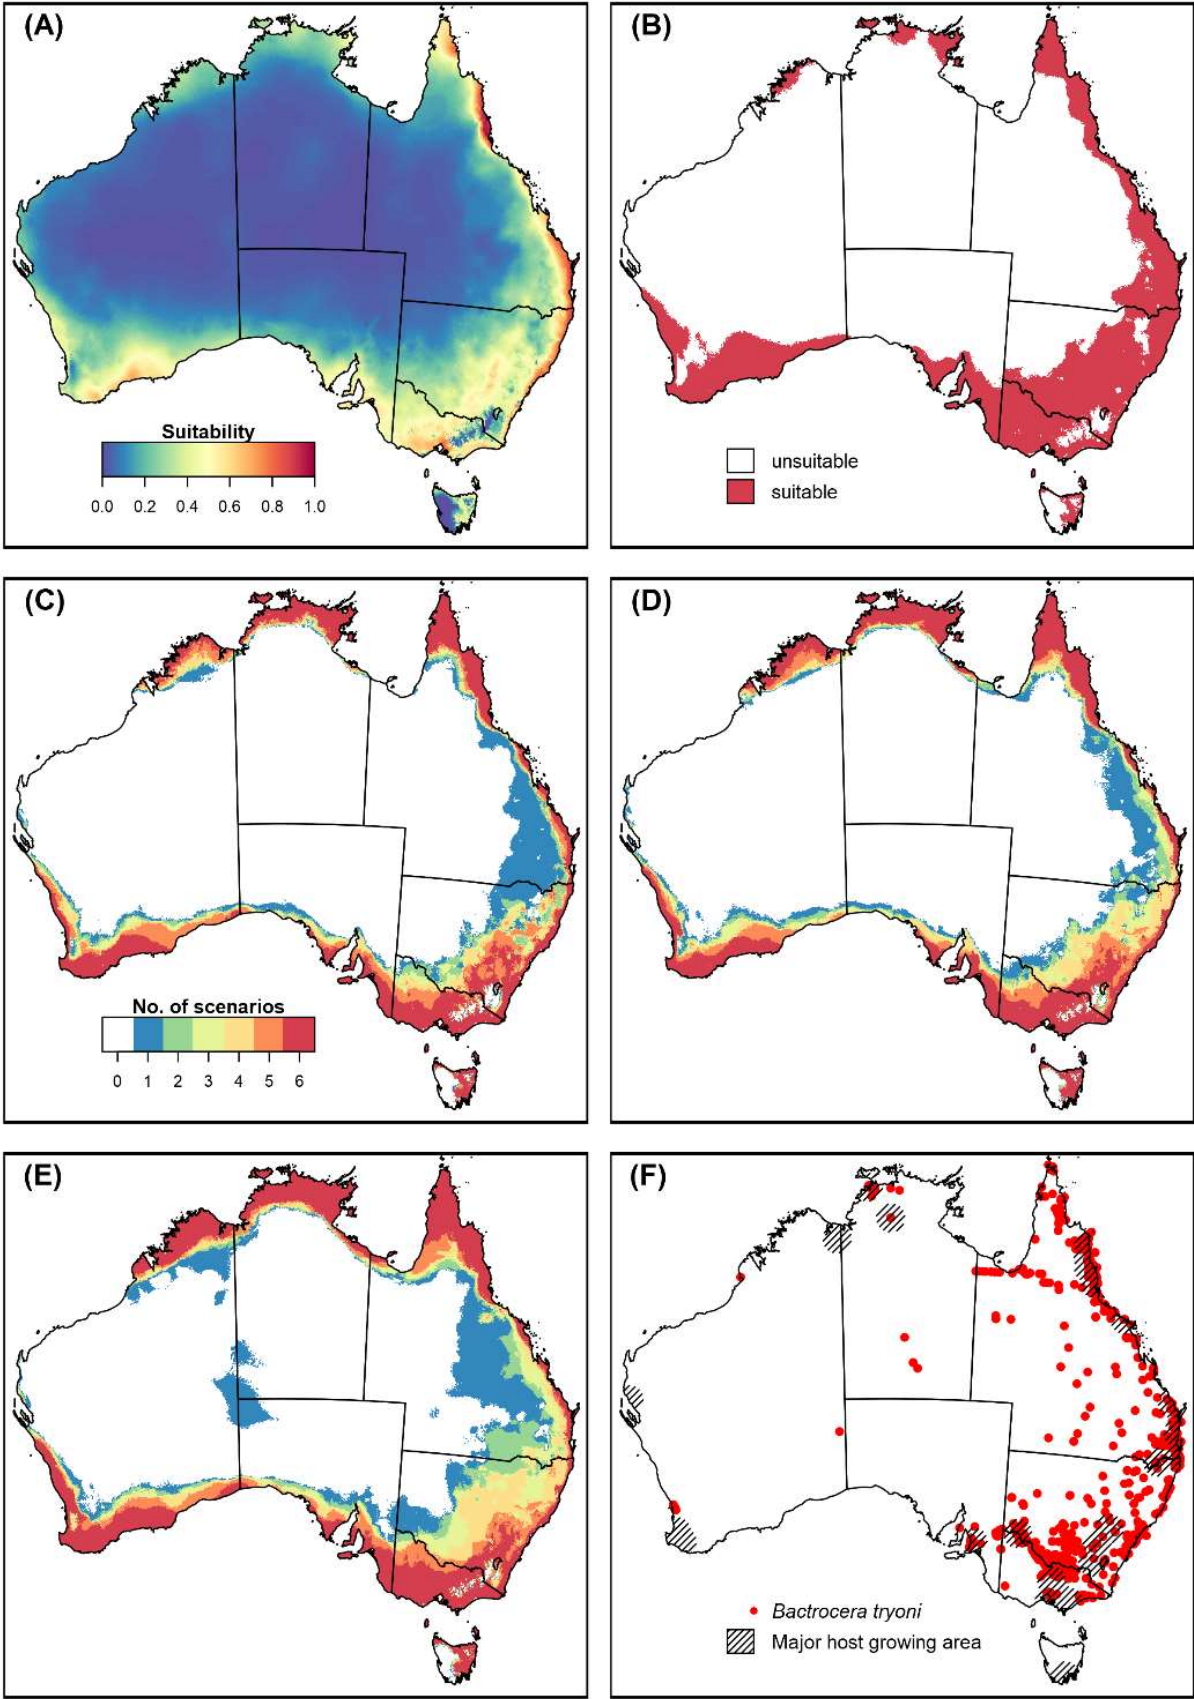 (A)
Suitability
0.0 0.2 0.4 0.6 0.8 1.0
(B)
unsuitable
suitable
(C)
No. of scenarios
0 1 2 3 4 5 6
(D)
(E)
(F)
Bactrocera tryoni
Major host growing area